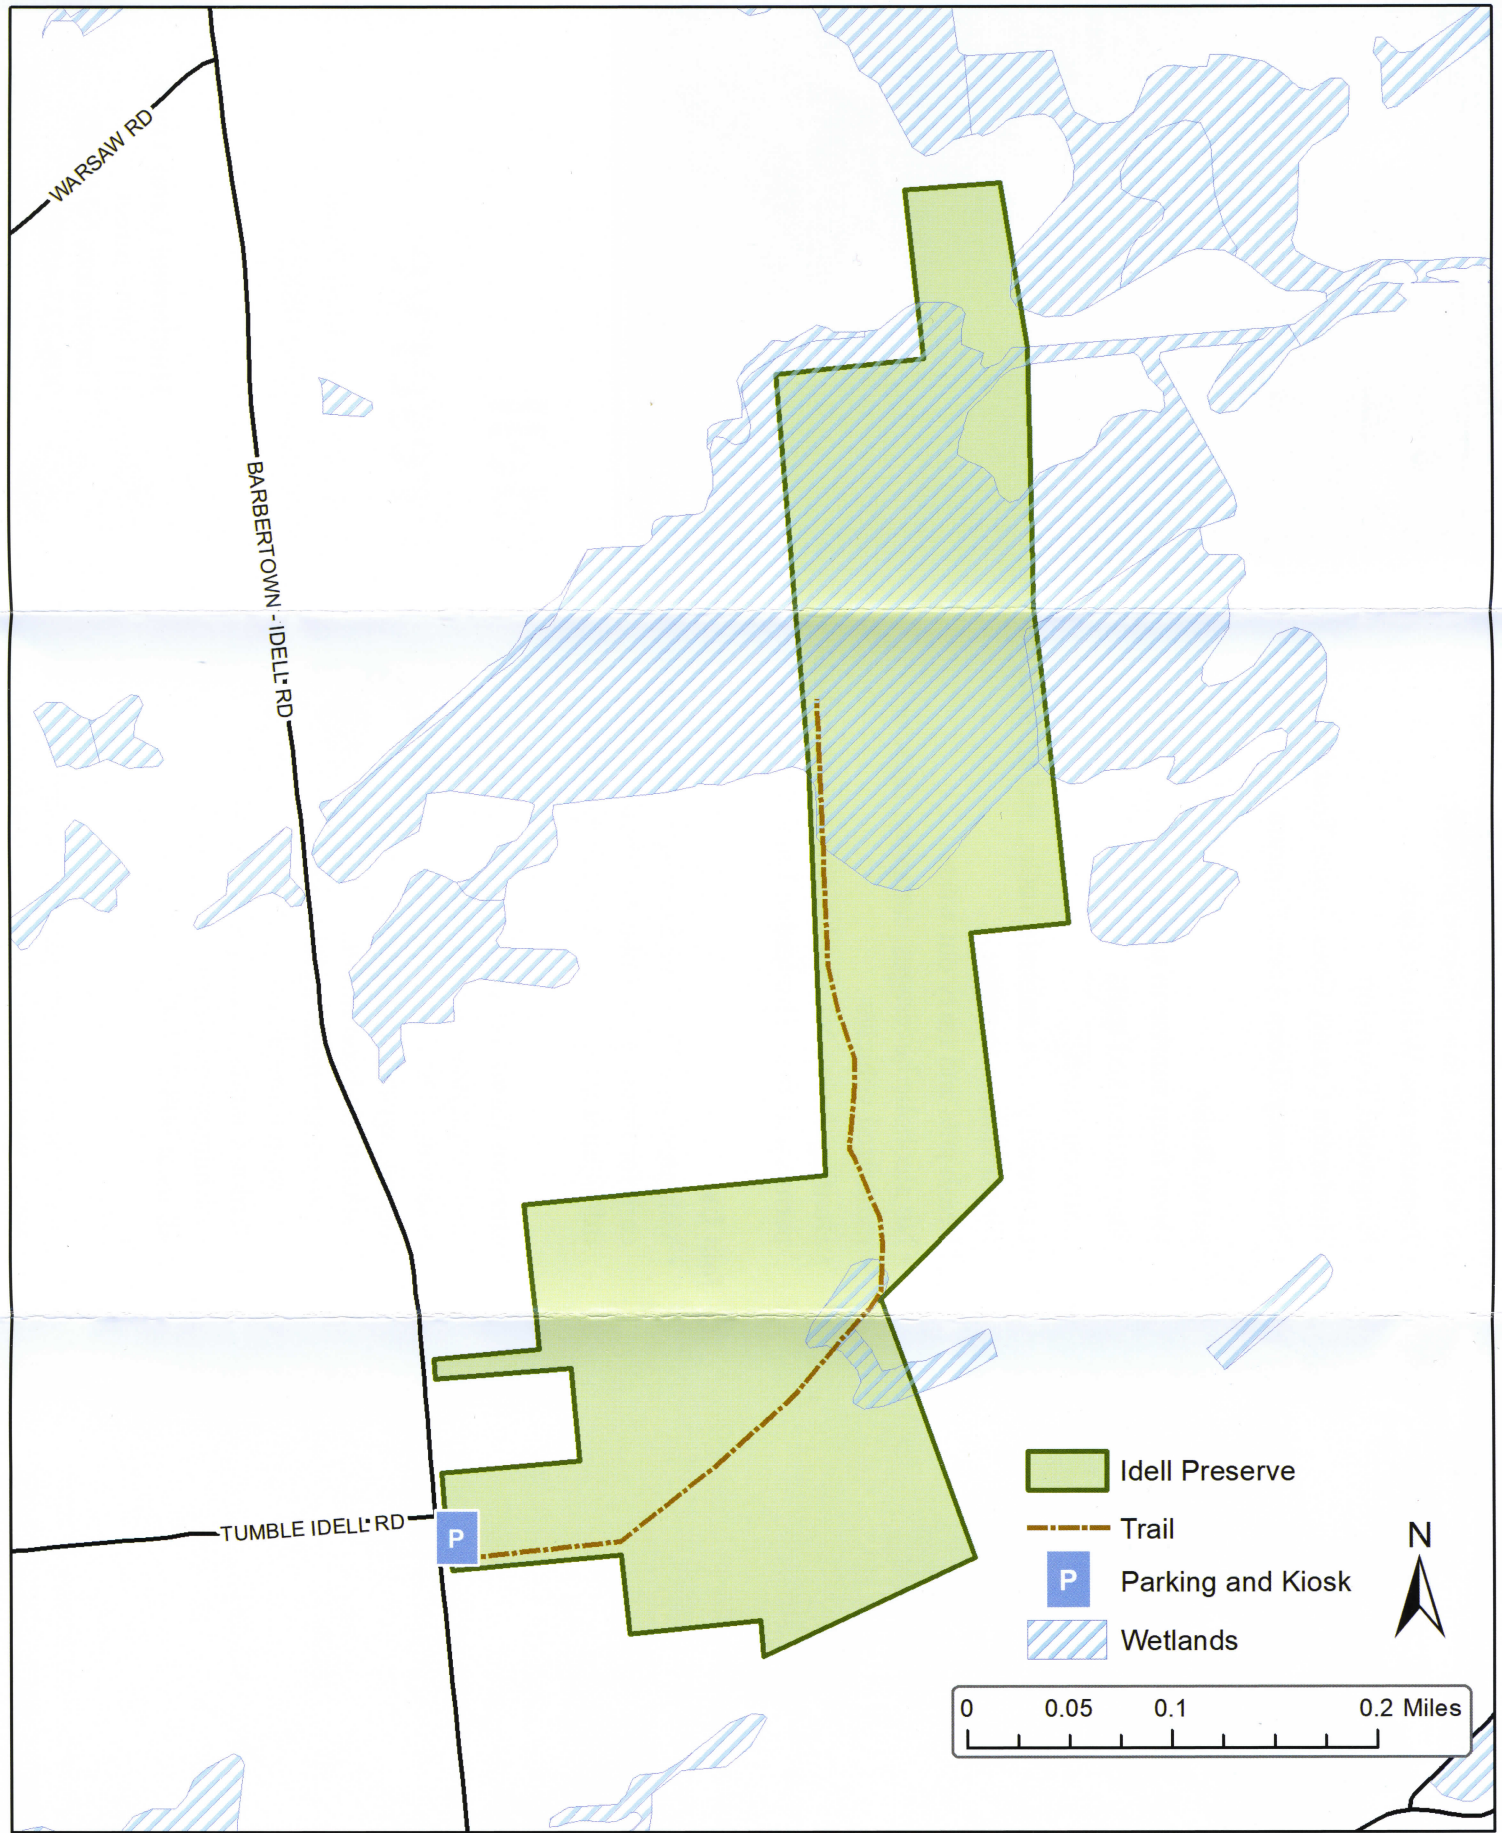 WARSAW RD
BARBERTOWN - IDELL RD
TUMBLE IDELL RD
P
Idell Preserve
Trail
P Parking and Kiosk
Wetlands
N
0 0.05 0.1 0.2 Miles